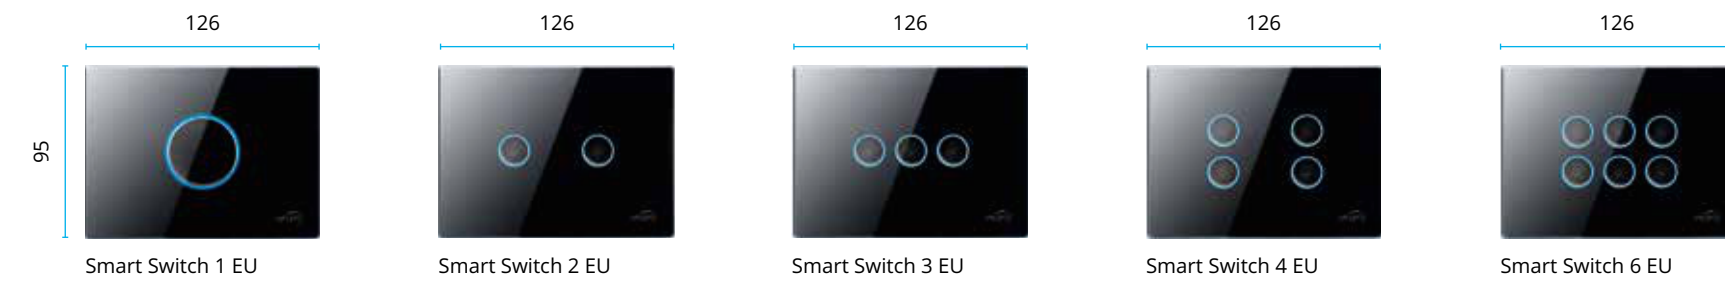 126
126
126
126
126
95
Smart Switch 1 EU
Smart Switch 2 EU
Smart Switch 3 EU
Smart Switch 4 EU
Smart Switch 6 EU